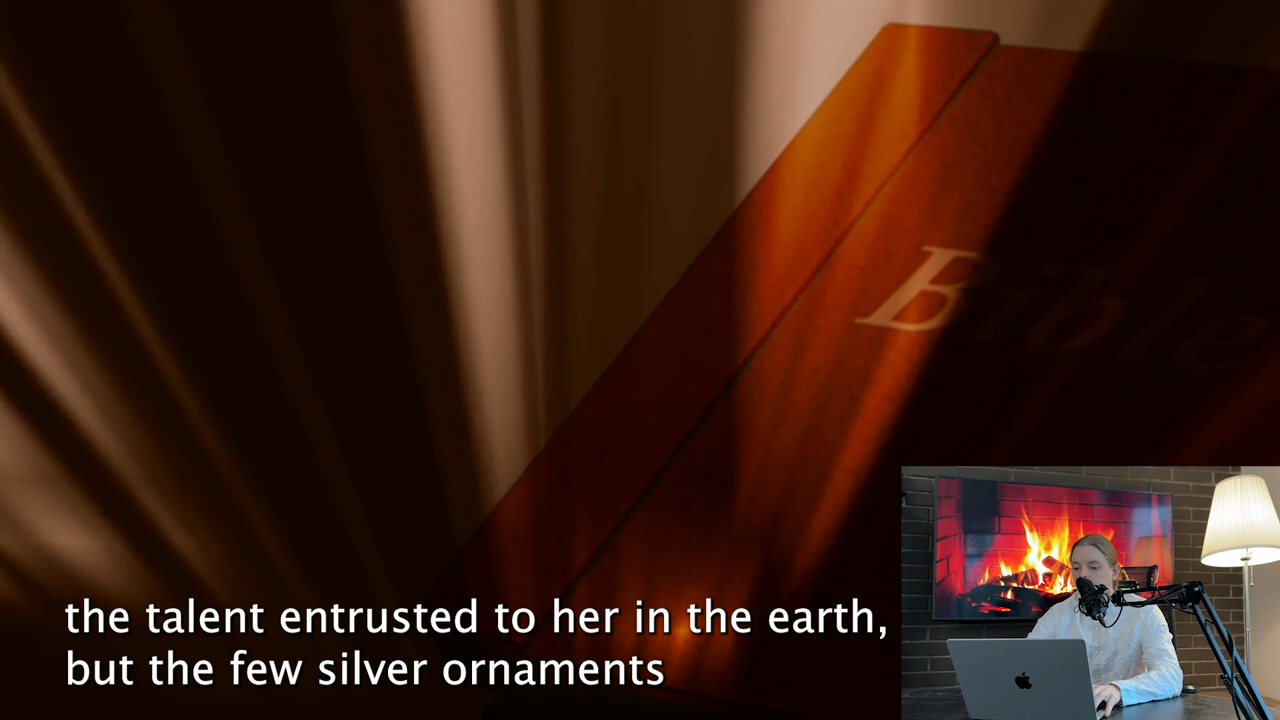 Bible
the talent entrusted to her in the earth,
but the few silver ornaments